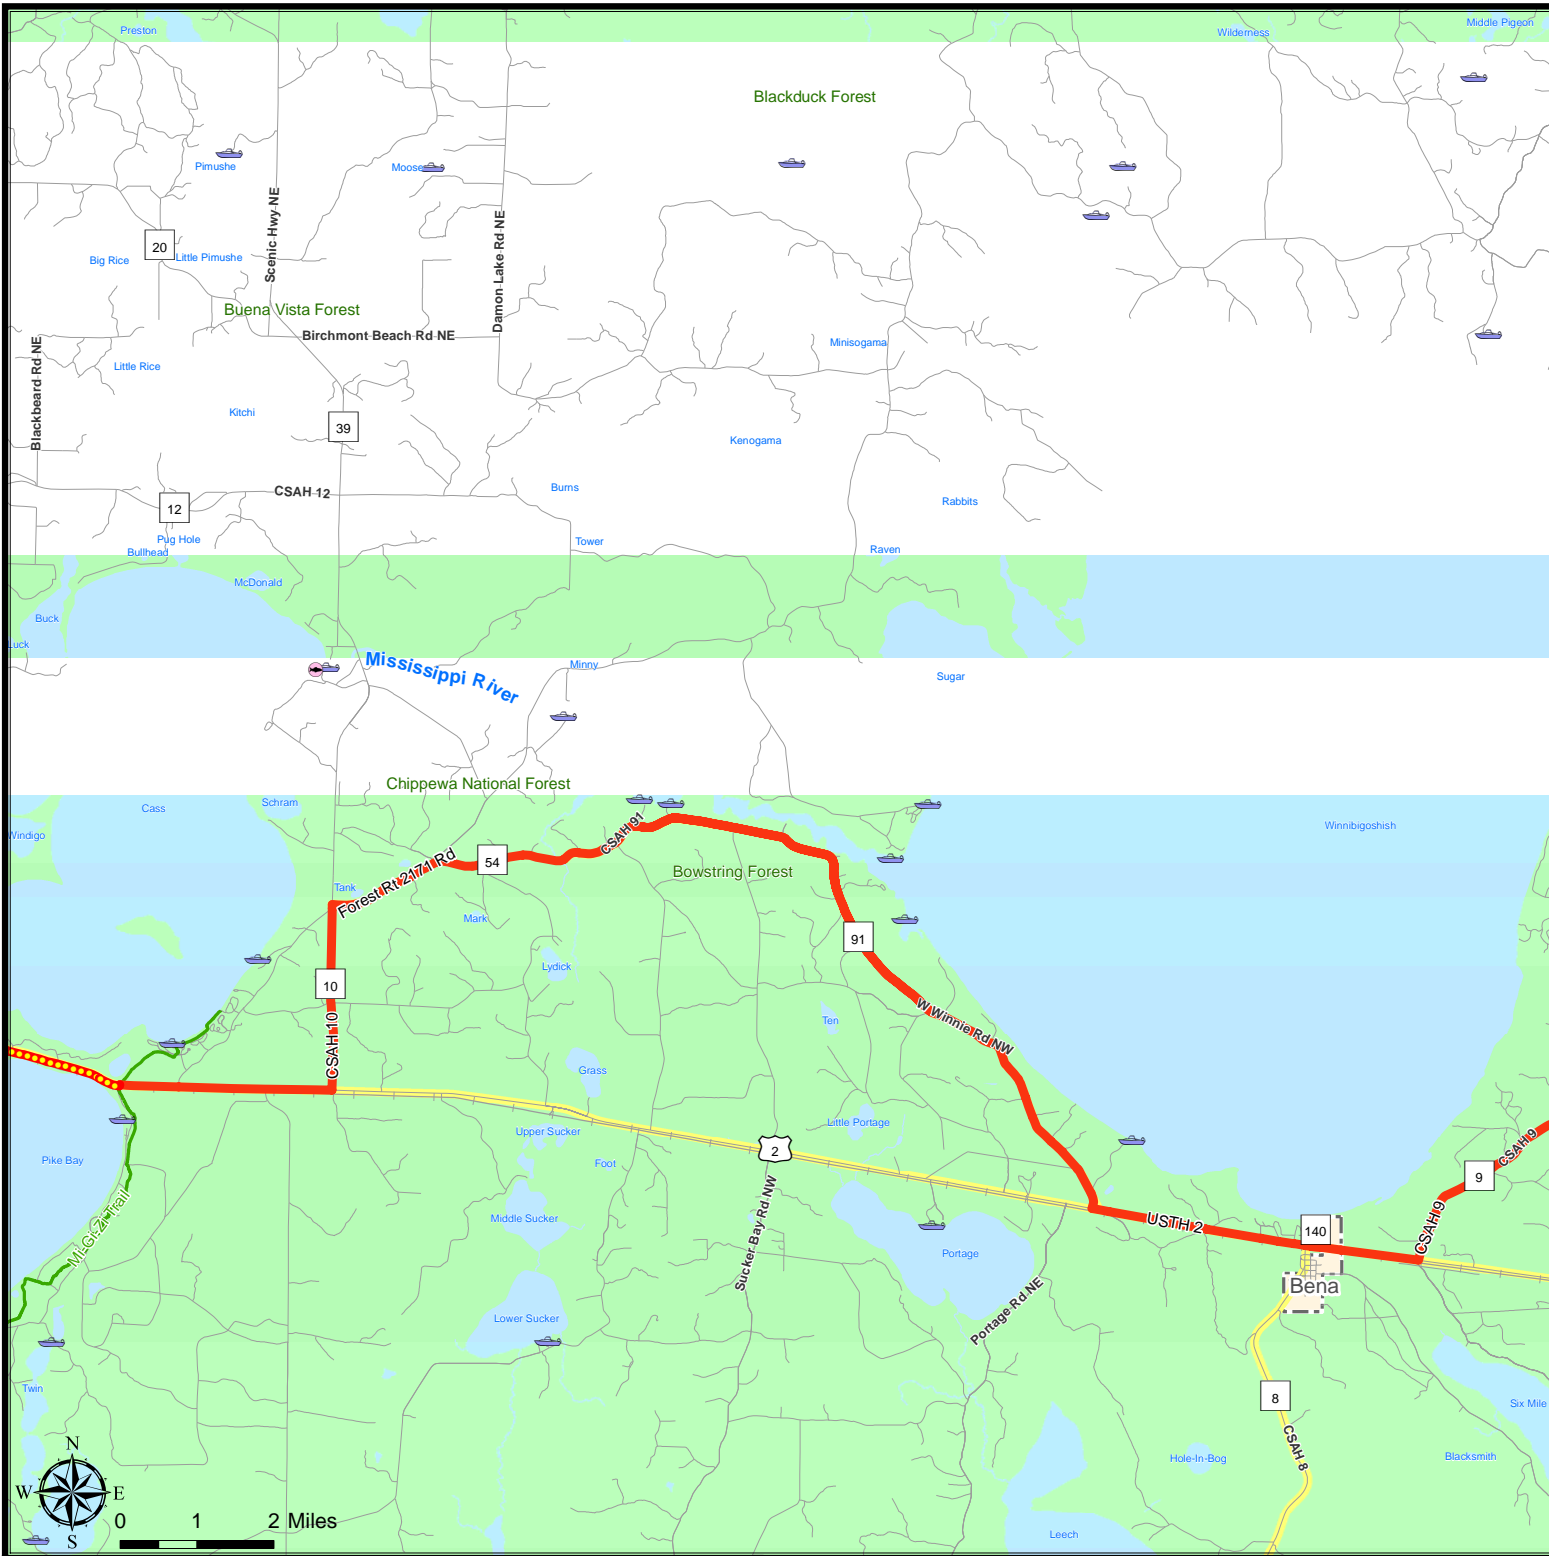 Preston
Wilderness
Middle Pigeon
Blackduck Forest
Pimushe
Moose
Scenic Hwy NE
Damon Lake Rd NE
20
Big Rice
Little Pimushe
Buena Vista Forest
Birchmont Beach Rd NE
Minisogama
Blackbeard Rd NE
Little Rice
Kitchi
39
Kenogama
CSAH 12
Burns
Rabbits
12
Pug Hole
Bullhead
Tower
Raven
McDonald
Buck
Luck
Mississippi River
Minny
Sugar
Chippewa National Forest
Cass
Schram
Windigo
CSAH 91
Winnibigoshish
54
Forest Rt 2171 Rd
Bowstring Forest
Tank
Mark
91
Lydick
10
CSAH 10
Ten
W Winnie Rd NW
Grass
Little Portage
Upper Sucker
2
Foot
CSAH 9
Pike Bay
9
Mi-Gi-Zi Trail
Middle Sucker
Sucker Bay Rd NW
Portage
USTH 2
140
CSAH 9
Bena
Portage Rd NE
Lower Sucker
Twin
8
Six Mile
CSAH 8
Hole-In-Bog
Blacksmith
N
W
E
S
0 1 2 Miles
Leech